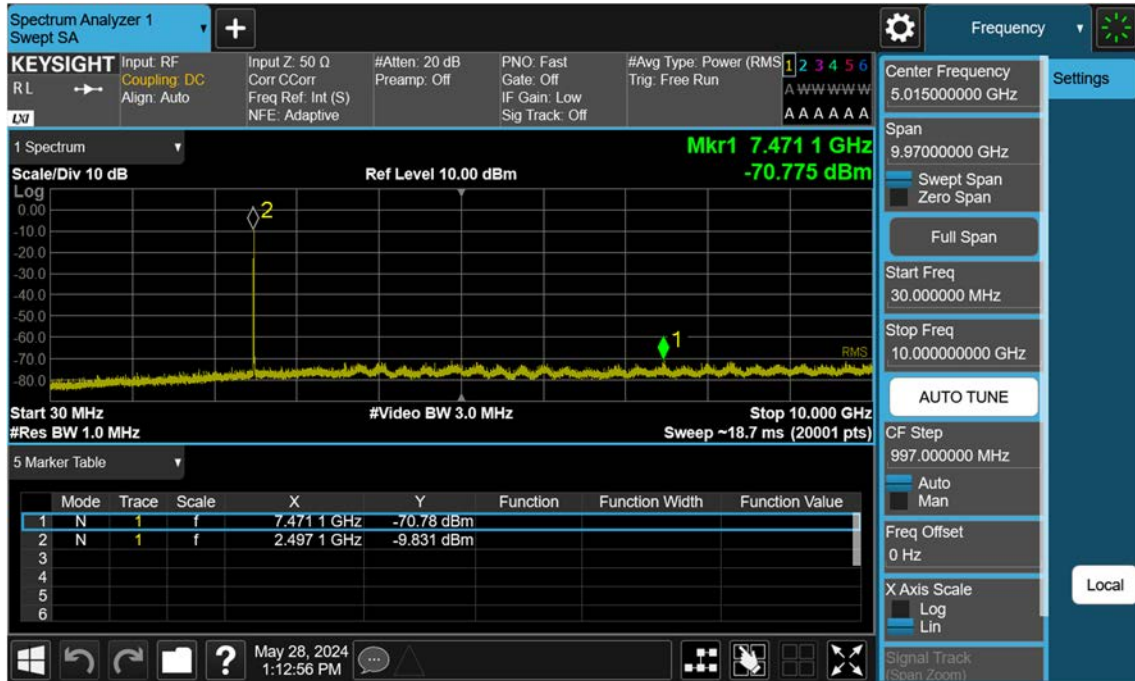 Spectrum Analyzer 1
Swept SA
Frequency
KEYSIGHT
R L
LXI
Input: RF
Coupling: DC
Align: Auto
Input Z: 50 Ω
Corr CCorr
Freq Ref: Int (S)
NFE: Adaptive
#Atten: 20 dB
Preamp: Off
PNO: Fast
Gate: Off
IF Gain: Low
Sig Track: Off
#Avg Type: Power (RMS
Trig: Free Run
1 2 3 4 5 6
A W W W W W
A A A A A A
1 Spectrum
Scale/Div 10 dB
Ref Level 10.00 dBm
Mkr1 7.471 1 GHz
-70.775 dBm
Log
0.00
-10.0
-20.0
-30.0
-40.0
-50.0
-60.0
-70.0
-80.0
2
1
RMS
Start 30 MHz
#Video BW 3.0 MHz
Stop 10.000 GHz
#Res BW 1.0 MHz
Sweep ~18.7 ms (20001 pts)
5 Marker Table
Mode Trace Scale X Y Function Function Width Function Value
1 N 1 f 7.471 1 GHz -70.78 dBm
2 N 1 f 2.497 1 GHz -9.831 dBm
3
4
5
6
May 28, 2024
1:12:56 PM
Center Frequency
5.015000000 GHz
Span
9.97000000 GHz
Swept Span
Zero Span
Full Span
Start Freq
30.000000 MHz
Stop Freq
10.000000000 GHz
AUTO TUNE
CF Step
997.000000 MHz
Auto
Man
Freq Offset
0 Hz
X Axis Scale
Log
Lin
Signal Track
(Span Zoom)
Settings
Local